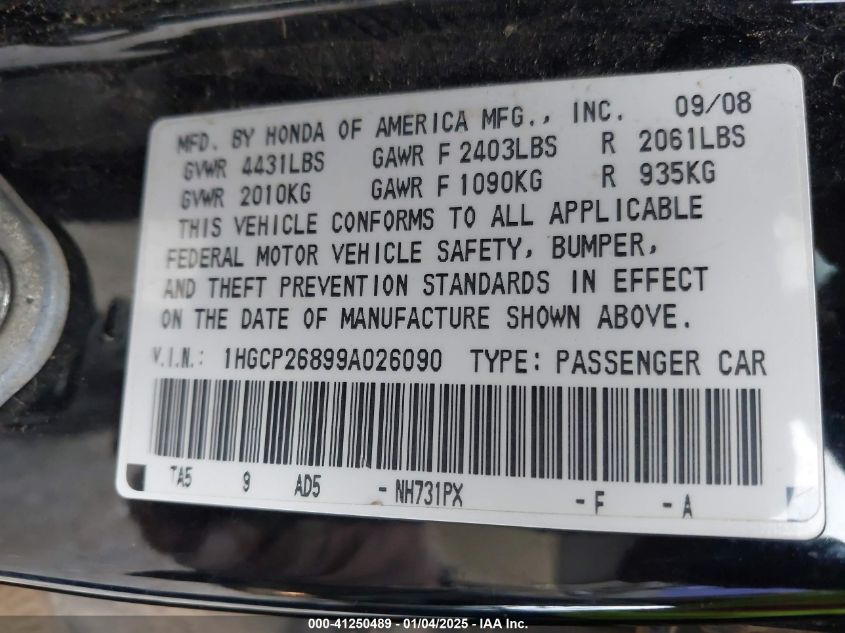 MFD. BY HONDA OF AMERICA MFG., INC. 09/08
GVWR 4431LBS GAWR F 2403LBS R 2061LBS
GVWR 2010KG GAWR F 1090KG R 935KG
THIS VEHICLE CONFORMS TO ALL APPLICABLE
FEDERAL MOTOR VEHICLE SAFETY, BUMPER,
AND THEFT PREVENTION STANDARDS IN EFFECT
ON THE DATE OF MANUFACTURE SHOWN ABOVE.
V.I.N.: 1HGCP26899A026090 TYPE: PASSENGER CAR
TA5 9 AD5 - NH731PX - F - A
000-41250489 - 01/04/2025 - IAA Inc.